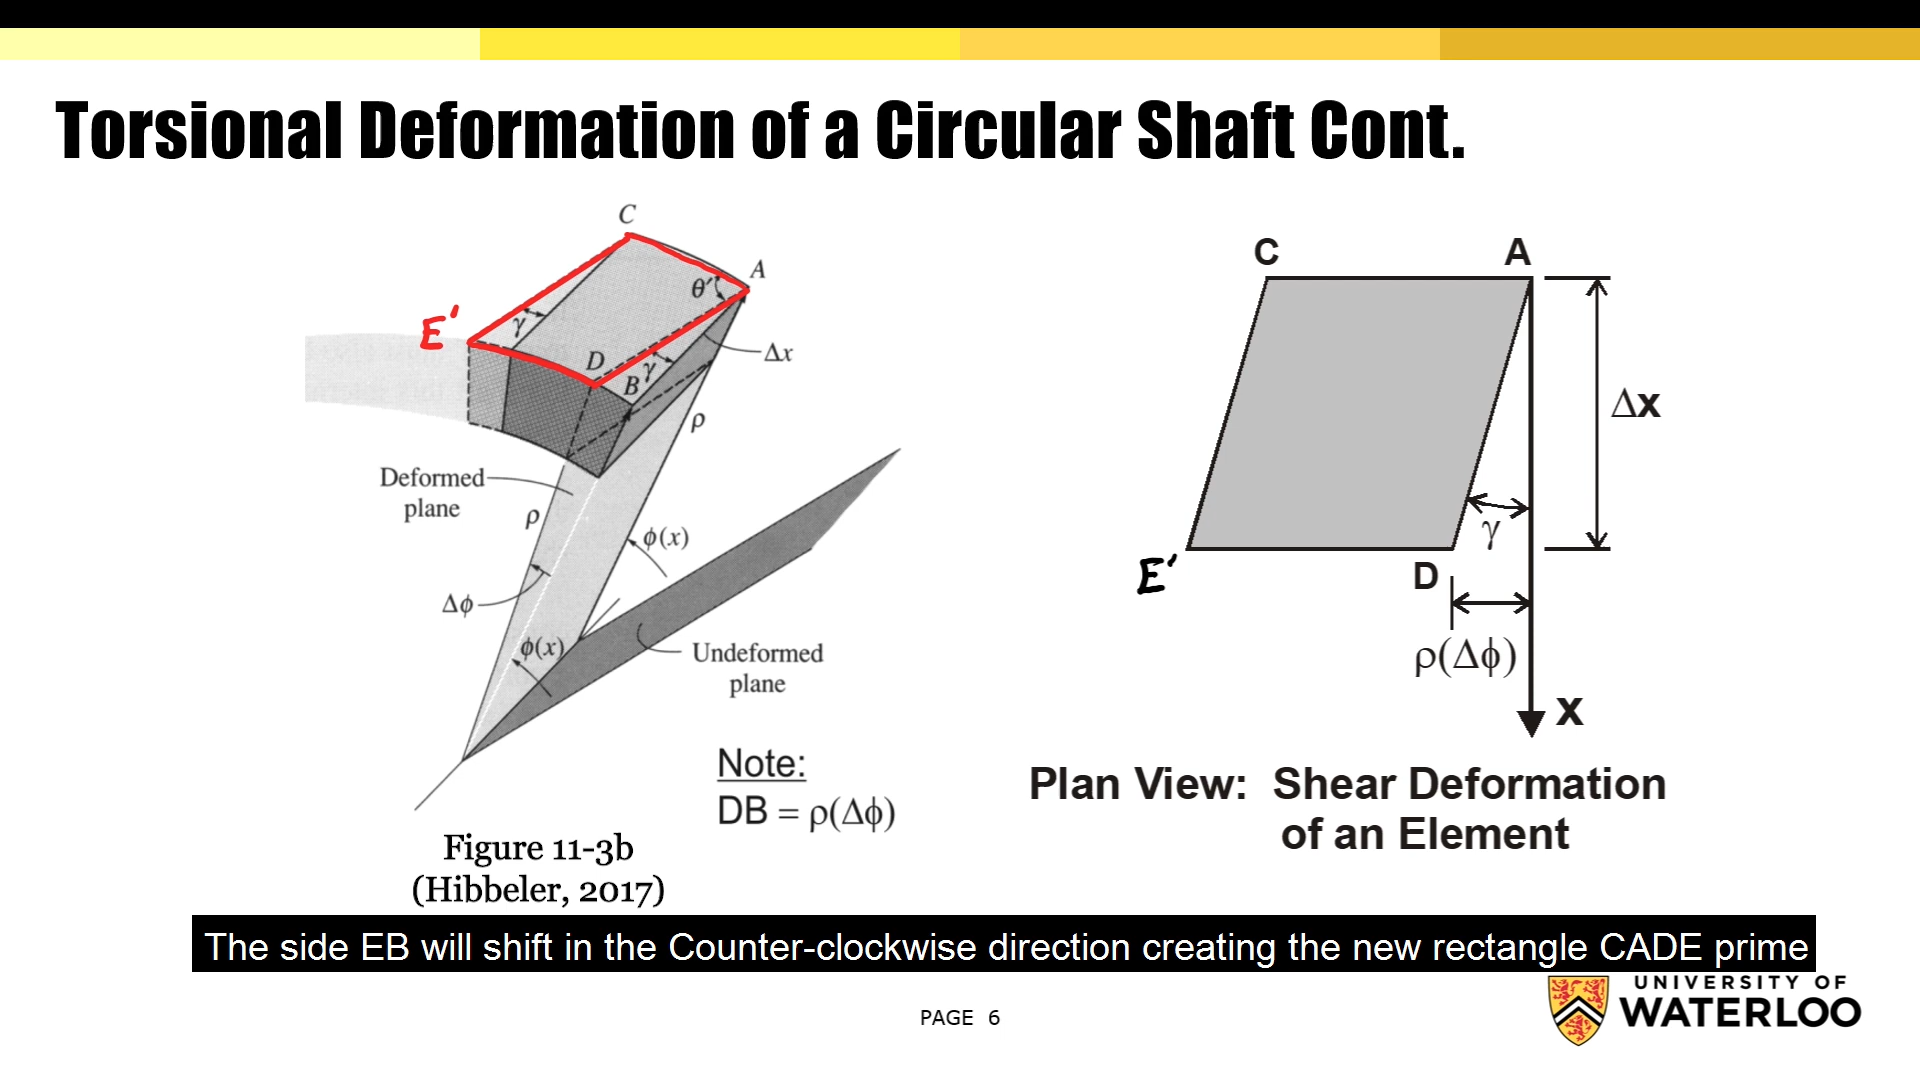 Torsional Deformation of a Circular Shaft Cont.
C
A
θ'
E'
γ
D
Δx
γ
B
ρ
Deformed
plane
ρ
ϕ(x)
Δϕ
ϕ(x)
Undeformed
plane
Note:
DB = ρ(Δϕ)
Figure 11-3b
(Hibbeler, 2017)
C
A
Δx
γ
E'
D
ρ(Δϕ)
x
Plan View: Shear Deformation
of an Element
The side EB will shift in the Counter-clockwise direction creating the new rectangle CADE prime
UNIVERSITY OF
WATERLOO
PAGE 6